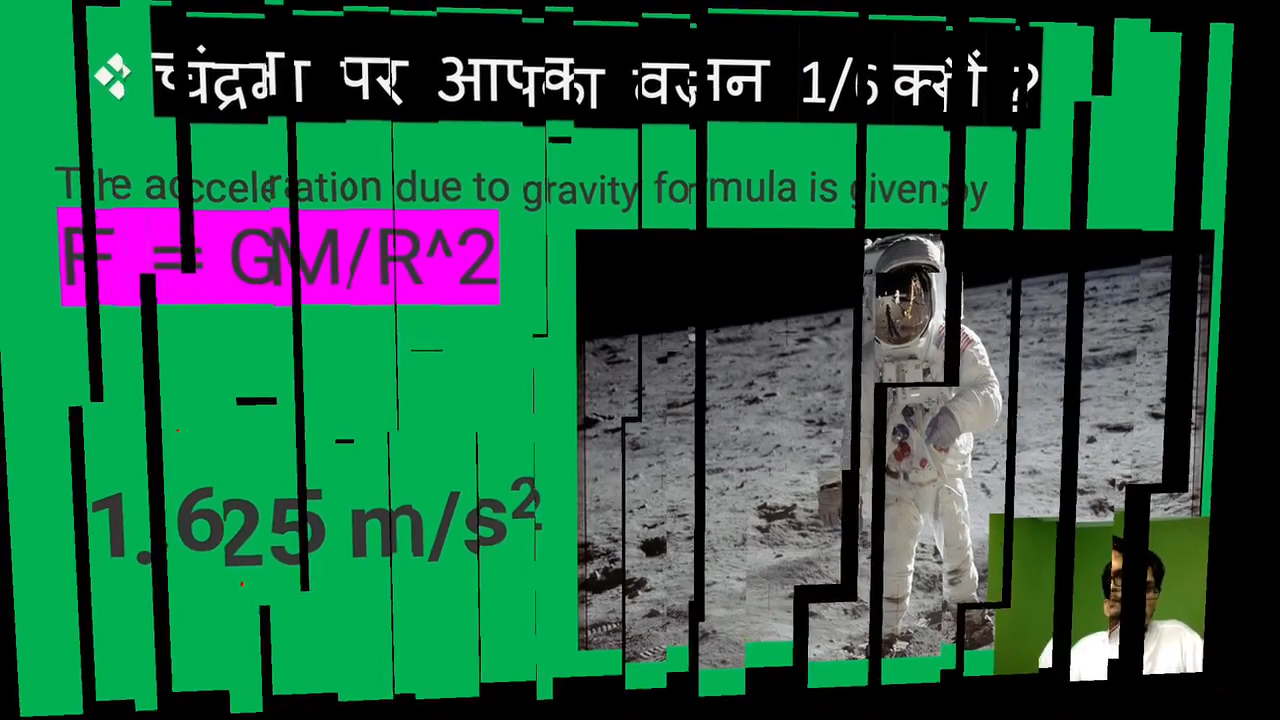 चंद्रमा पर आपका वजन 1/6 क्यों ?
The acceleration due to gravity formula is given by
F = GM/R^2
1.625 m/s²